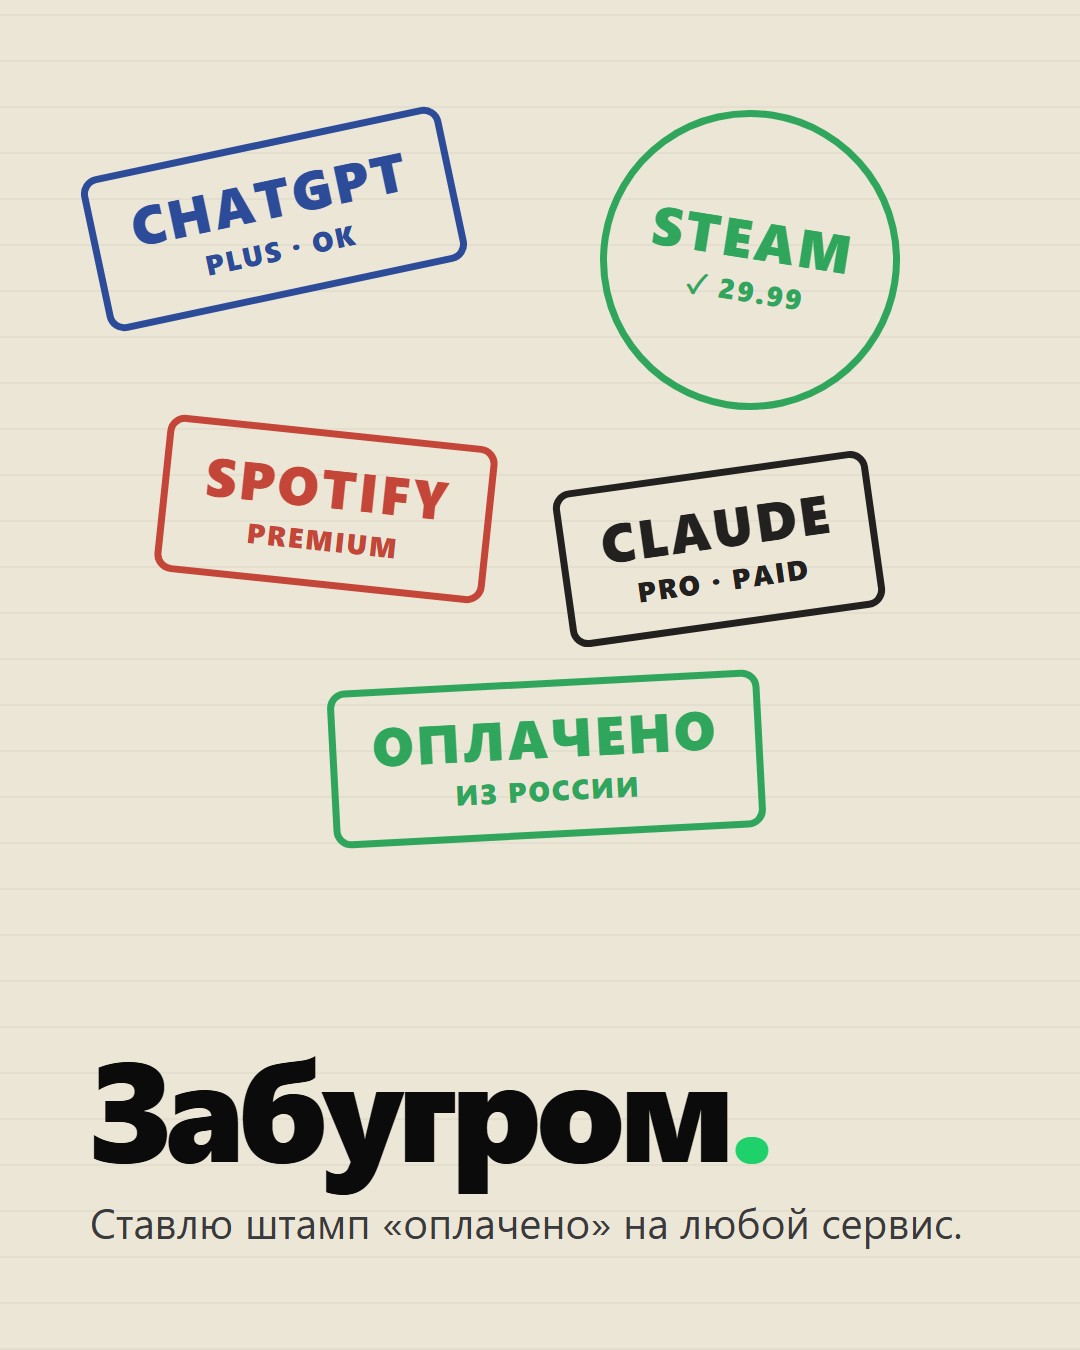 CHATGPT
PLUS · OK
STEAM
✓ 29.99
SPOTIFY
PREMIUM
CLAUDE
PRO · PAID
ОПЛАЧЕНО
ИЗ РОССИИ
Забугром.
Ставлю штамп «оплачено» на любой сервис.